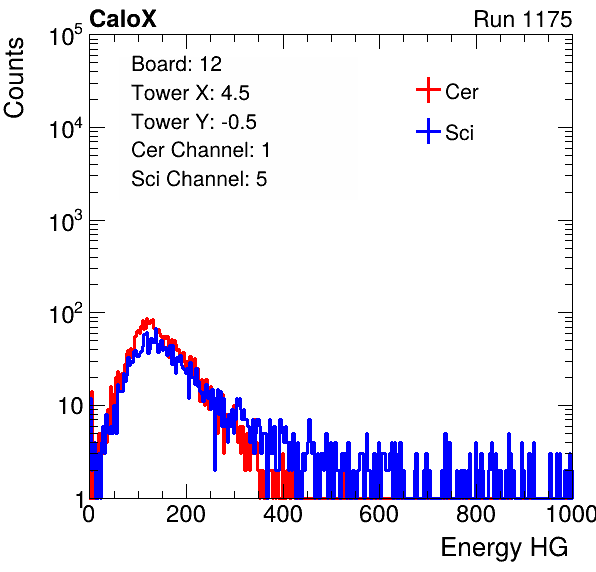 CaloX Run 1175
Counts
10^5
10^4
10^3
10^2
10
1
Board: 12
Tower X: 4.5
Tower Y: -0.5
Cer Channel: 1
Sci Channel: 5
Cer
Sci
0 200 400 600 800 1000
Energy HG